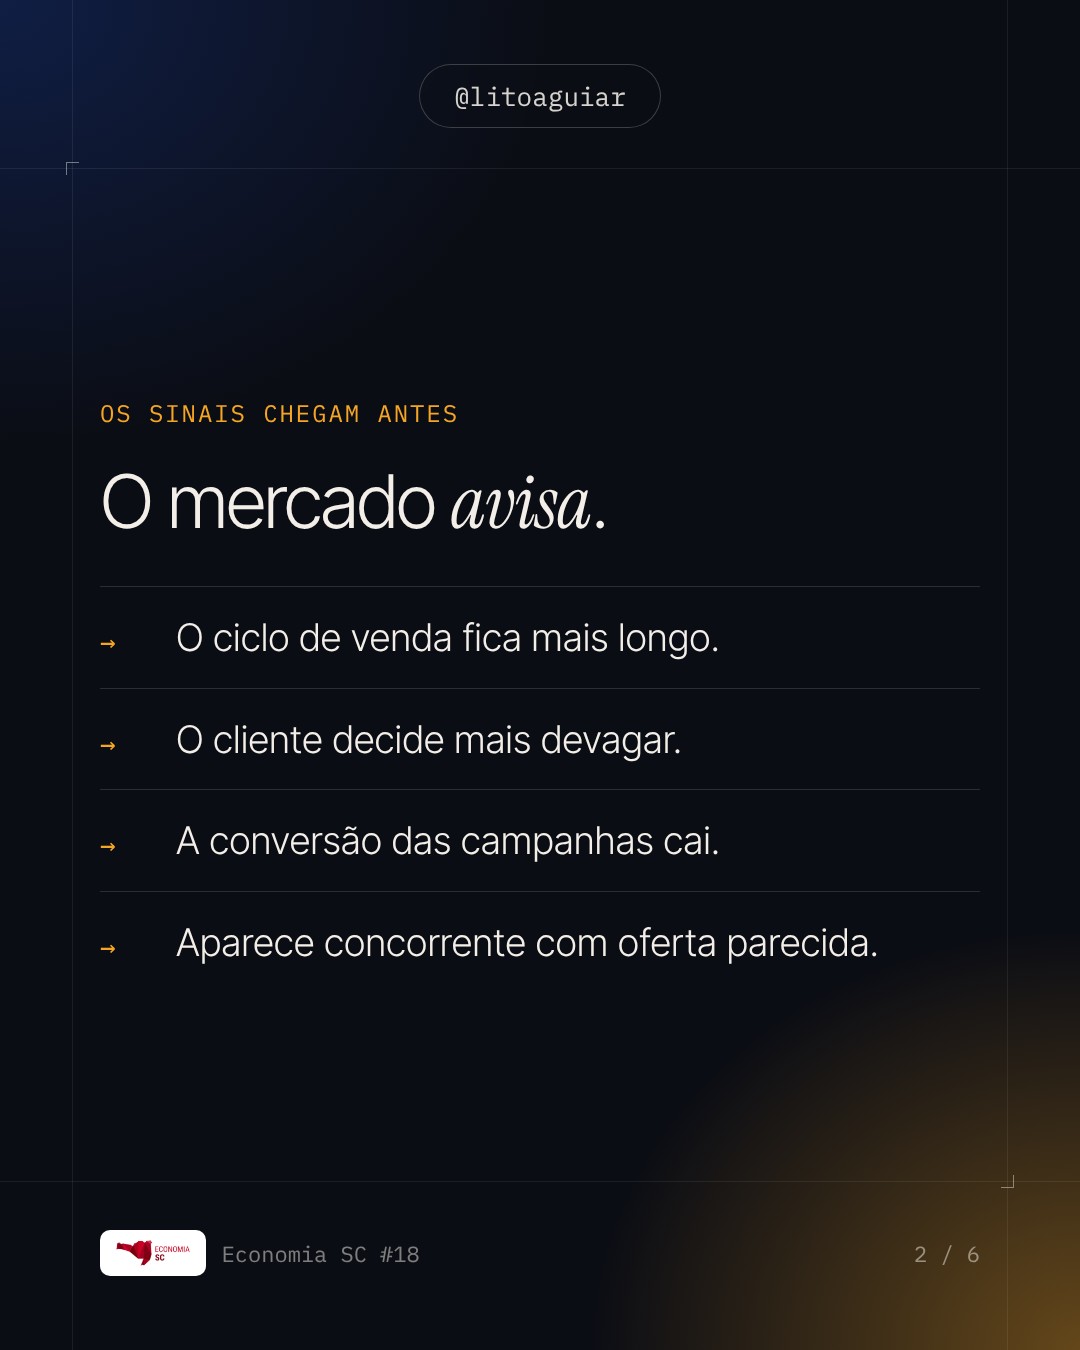 @litoaguiar
OS SINAIS CHEGAM ANTES
O mercado avisa.
→ O ciclo de venda fica mais longo.
→ O cliente decide mais devagar.
→ A conversão das campanhas cai.
→ Aparece concorrente com oferta parecida.
ECONOMIA
SC
Economia SC #18
2 / 6